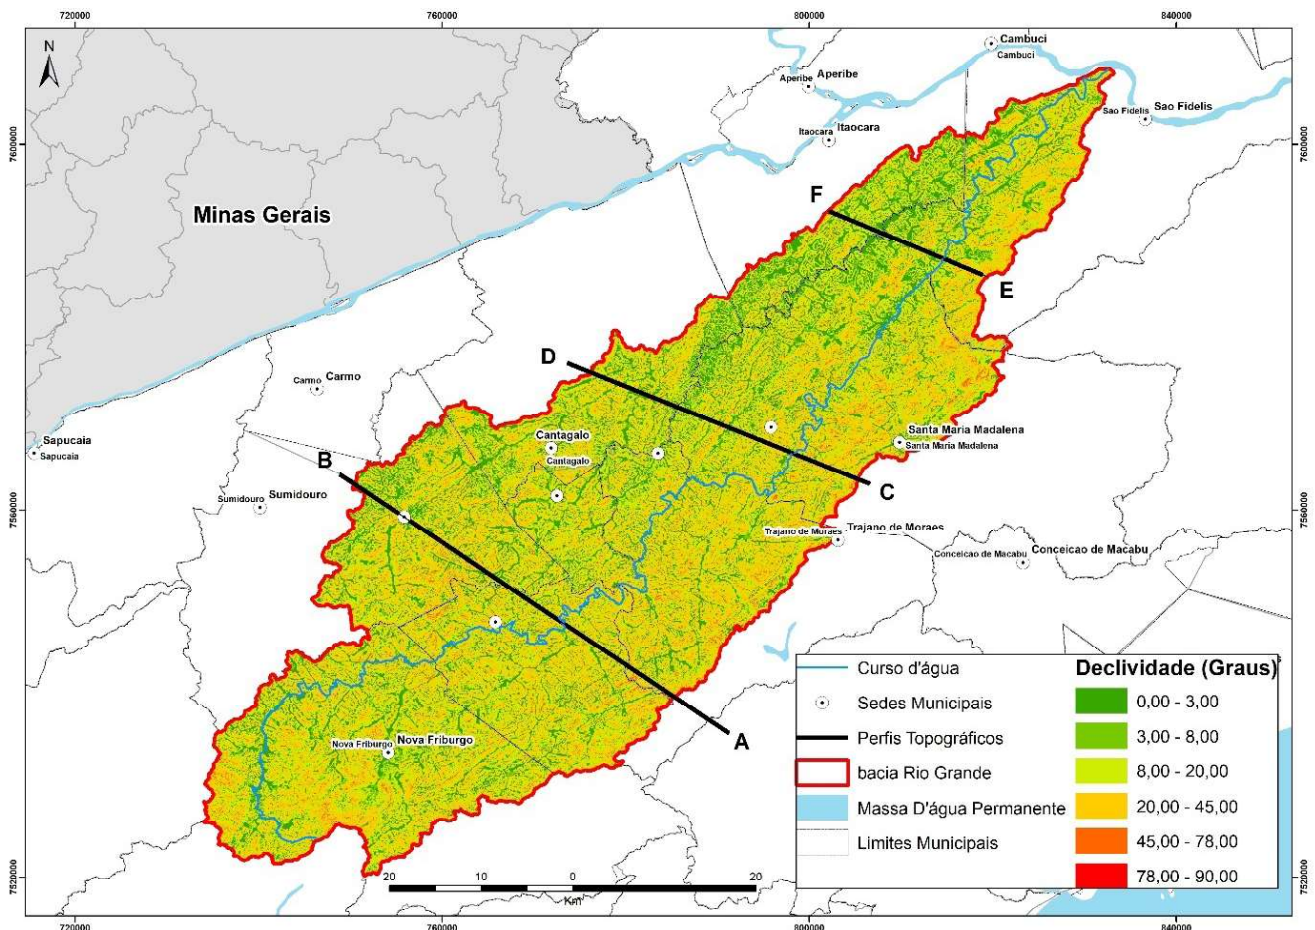 720000
760000
800000
840000
N
Cambuci
Cambuci
Aperibe
Aperibe
Sao Fidelis
Sao Fidelis
Itaocara
Itaocara
7600000
7600000
Minas Gerais
F
E
D
Carmo
Carmo
Sapucaia
Sapucaia
Cantagalo
Cantagalo
Santa Maria Madalena
Santa Maria Madalena
B
C
Sumidouro
Sumidouro
7560000
7560000
Trajano de Moraes
Trajano de Moraes
Conceicao de Macabu
Conceicao de Macabu
A
Nova Friburgo
Nova Friburgo
Curso d'água
Sedes Municipais
Perfis Topográficos
bacia Rio Grande
Massa D'água Permanente
Limites Municipais
Declividade (Graus)
0,00 - 3,00
3,00 - 8,00
8,00 - 20,00
20,00 - 45,00
45,00 - 78,00
78,00 - 90,00
20
10
0
20
Km
7520000
7520000
720000
760000
800000
840000